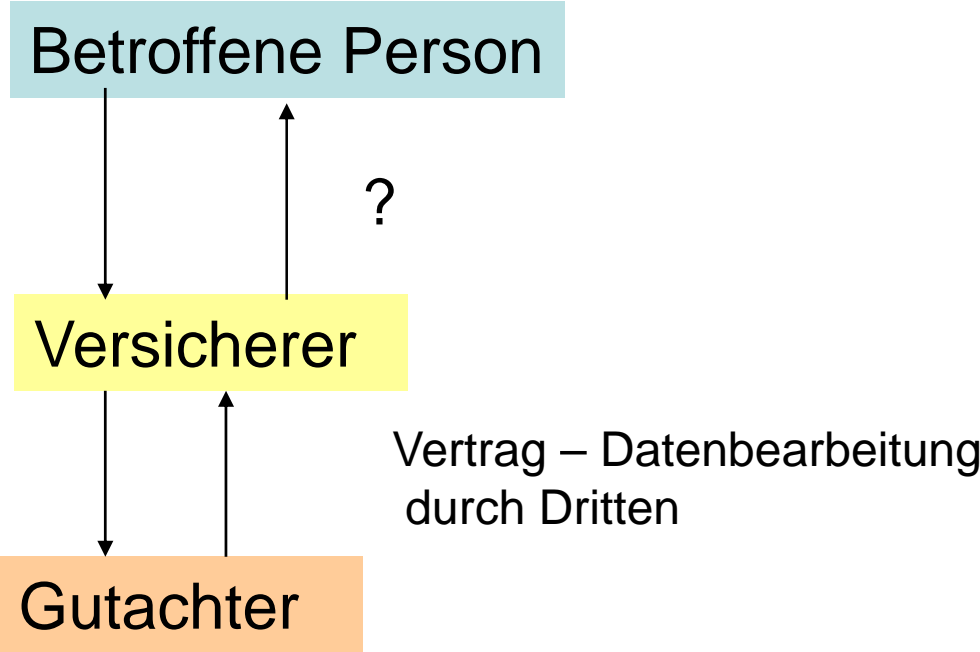 Betroffene Person
?
Versicherer
Vertrag – Datenbearbeitung
durch Dritten
Gutachter